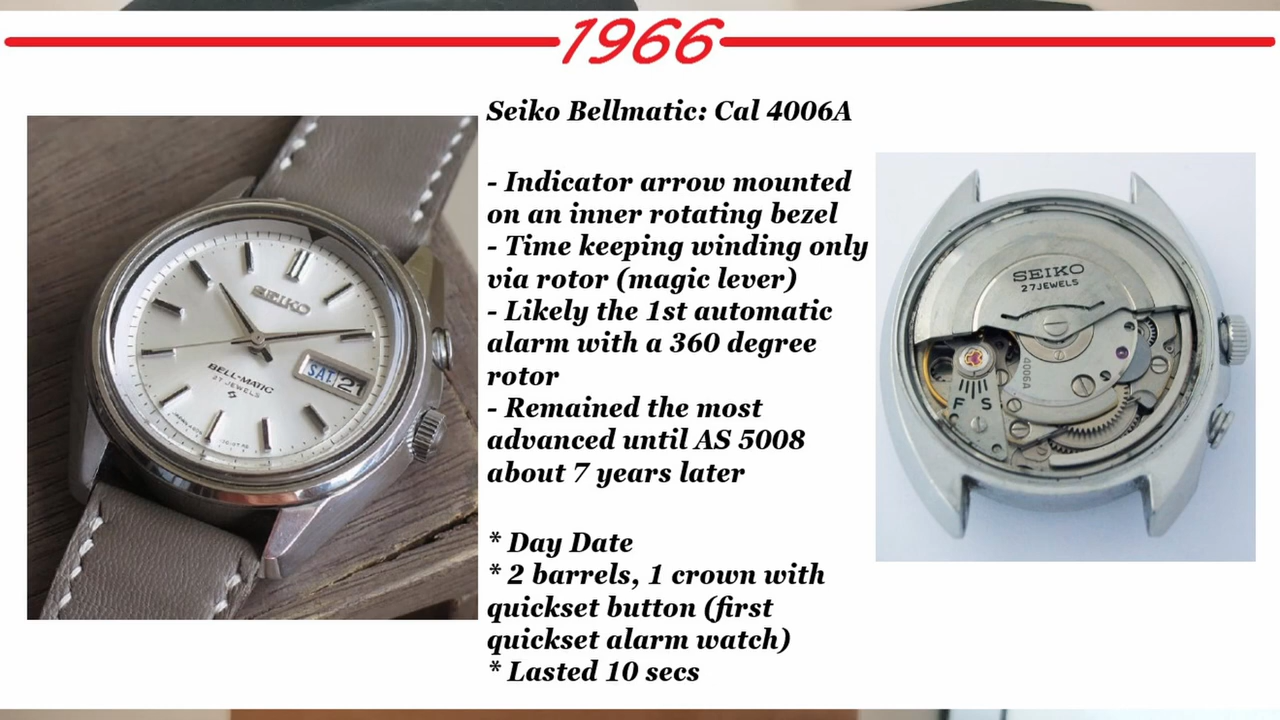 1966
Seiko Bellmatic: Cal 4006A
- Indicator arrow mounted
on an inner rotating bezel
- Time keeping winding only
via rotor (magic lever)
- Likely the 1st automatic
alarm with a 360 degree
rotor
- Remained the most
advanced until AS 5008
about 7 years later
* Day Date
* 2 barrels, 1 crown with
quickset button (first
quickset alarm watch)
* Lasted 10 secs
SEIKO
BELL-MATIC
27 JEWELS
SAT 2
SEIKO
27 JEWELS
4006A
F S